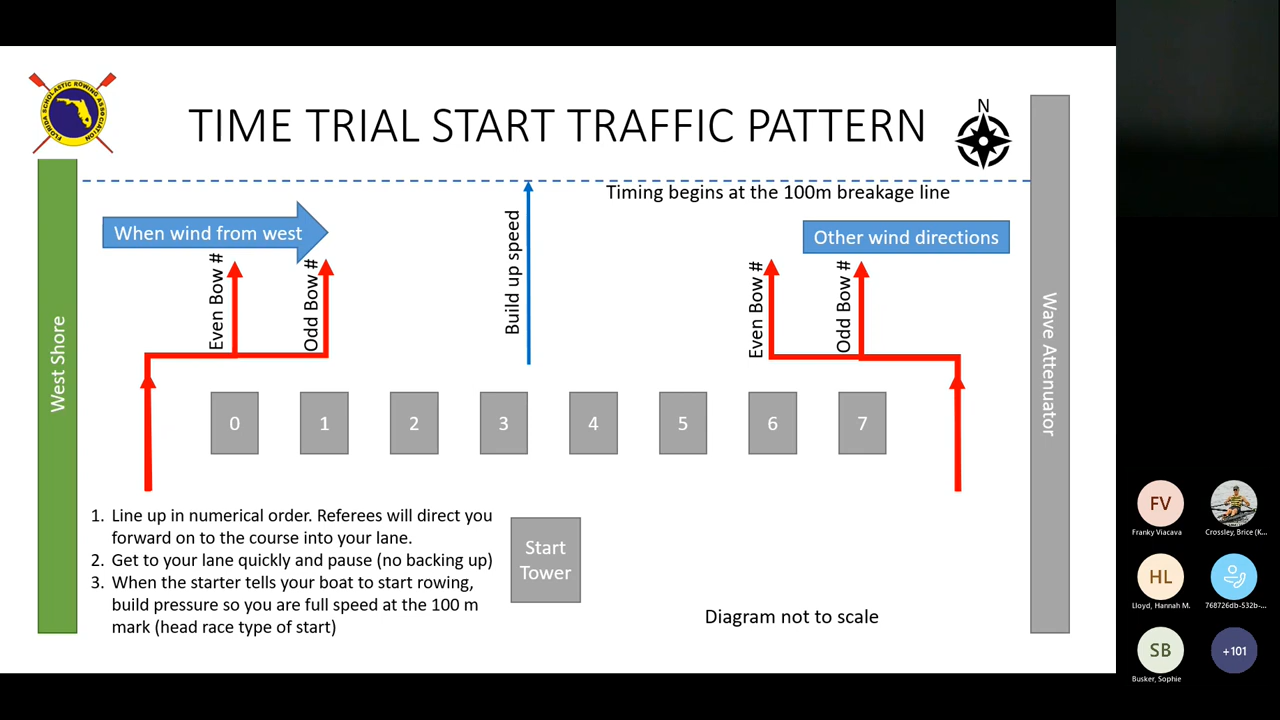 FLORIDA SCHOLASTIC ROWING ASSOCIATION
TIME TRIAL START TRAFFIC PATTERN
N
Timing begins at the 100m breakage line
When wind from west
Build up speed
Other wind directions
Even Bow #
Odd Bow #
Even Bow #
Odd Bow #
West Shore
Wave Attenuator
0
1
2
3
4
5
6
7
1. Line up in numerical order. Referees will direct you
forward on to the course into your lane.
2. Get to your lane quickly and pause (no backing up)
3. When the starter tells your boat to start rowing,
build pressure so you are full speed at the 100 m
mark (head race type of start)
Start
Tower
Diagram not to scale
FV
Franky Viacava
Crossley, Brice (K...
HL
Lloyd, Hannah M.
768726db-532b-...
SB
Busker, Sophie
+101